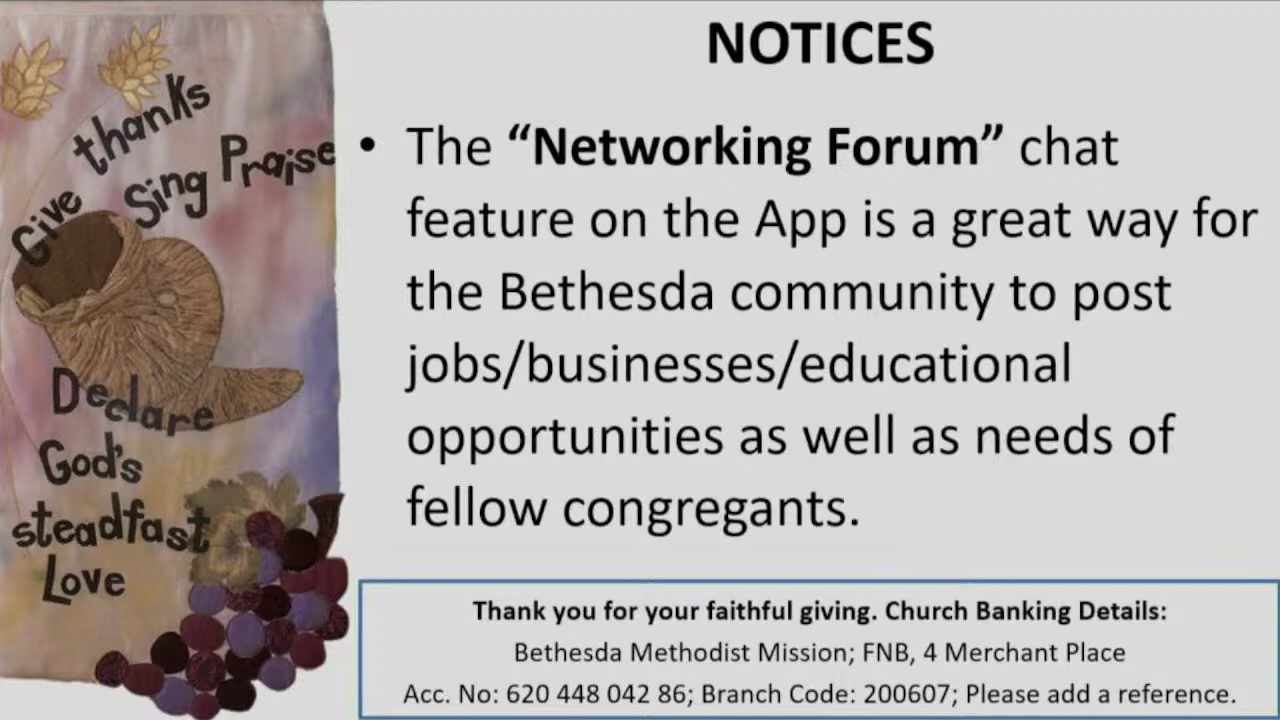 Give thanks
Sing Praise
Declare
God's
steadfast
Love
NOTICES
• The “Networking Forum” chat
feature on the App is a great way for
the Bethesda community to post
jobs/businesses/educational
opportunities as well as needs of
fellow congregants.
Thank you for your faithful giving. Church Banking Details:
Bethesda Methodist Mission; FNB, 4 Merchant Place
Acc. No: 620 448 042 86; Branch Code: 200607; Please add a reference.